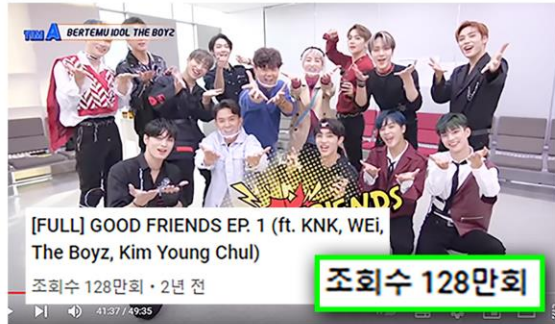 TEAM A BERTEMU IDOL THE BOYZ
FRIENDS
[FULL] GOOD FRIENDS EP. 1 (ft. KNK, WEi,
The Boyz, Kim Young Chul)
조회수 128만회・2년 전
조회수 128만회
41:37 / 49:35